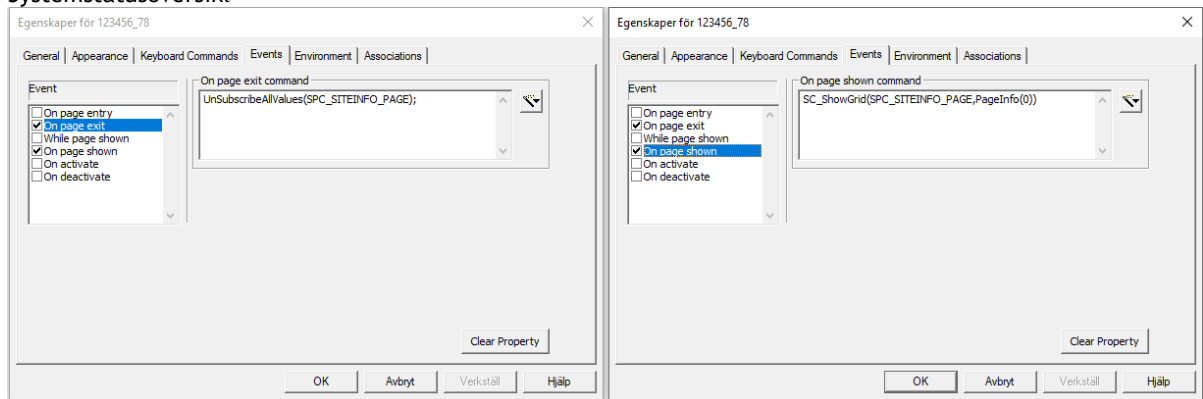 Systemstatusöversikt
Egenskaper för 123456_78
General Appearance Keyboard Commands Events Environment Associations
Event
On page entry
On page exit
While page shown
On page shown
On activate
On deactivate
On page exit command
UnSubscribeAllValues(SPC_SITEINFO_PAGE);
Clear Property
OK Avbryt Verkställ Hjälp
Egenskaper för 123456_78
General Appearance Keyboard Commands Events Environment Associations
Event
On page entry
On page exit
While page shown
On page shown
On activate
On deactivate
On page shown command
SC_ShowGrid(SPC_SITEINFO_PAGE,PageInfo(0))
Clear Property
OK Avbryt Verkställ Hjälp